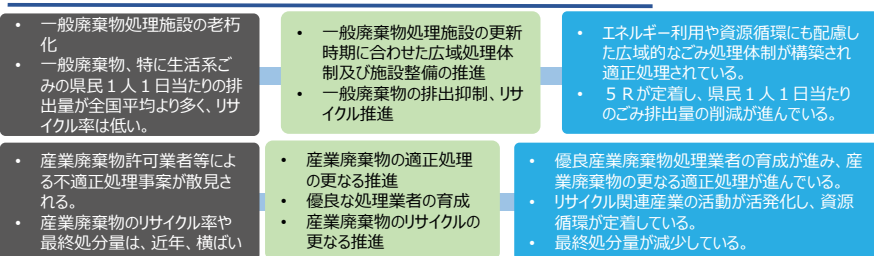 • 一般廃棄物処理施設の老朽
化
• 一般廃棄物、特に生活系ご
みの県民１人１日当たりの排
出量が全国平均より多く、リサ
イクル率は低い。
• 一般廃棄物処理施設の更新
時期に合わせた広域処理体
制及び施設整備の推進
• 一般廃棄物の排出抑制、リサ
イクル推進
• エネルギー利用や資源循環にも配慮し
た広域的なごみ処理体制が構築され
適正処理されている。
• ５Ｒが定着し、県民１人１日当たり
のごみ排出量の削減が進んでいる。
• 産業廃棄物許可業者等によ
る不適正処理事案が散見さ
れる。
• 産業廃棄物のリサイクル率や
最終処分量は、近年、横ばい
• 産業廃棄物の適正処理
の更なる推進
• 優良な処理業者の育成
• 産業廃棄物のリサイクルの
更なる推進
• 優良産業廃棄物処理業者の育成が進み、産
業廃棄物の更なる適正処理が進んでいる。
• リサイクル関連産業の活動が活発化し、資源
循環が定着している。
• 最終処分量が減少している。